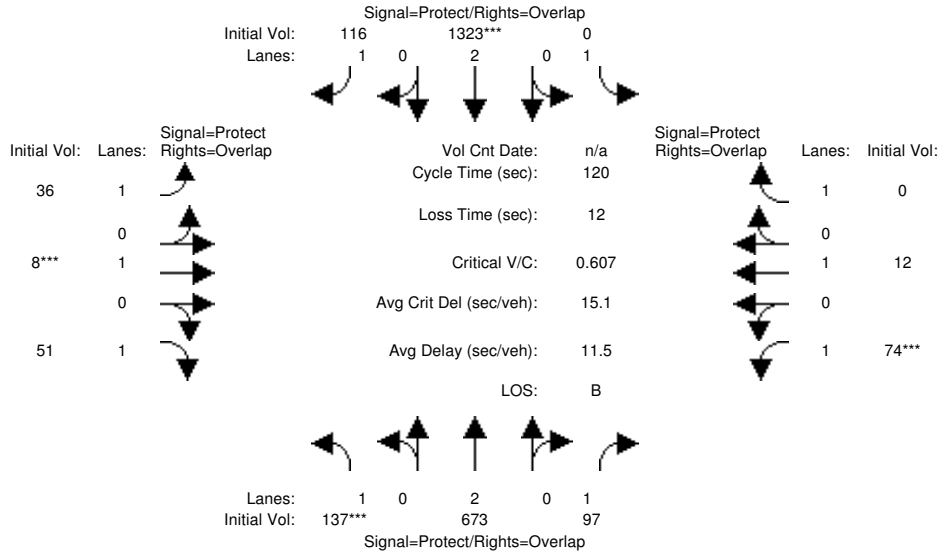 Signal=Protect/Rights=Overlap
Initial Vol: 116 1323*** 0
Lanes: 1 0 2 0 1
Signal=Protect Signal=Protect
Initial Vol: Lanes: Rights=Overlap Vol Cnt Date: n/a Rights=Overlap Lanes: Initial Vol:
Cycle Time (sec): 120
36 1 1 0
Loss Time (sec): 12
0 0
8*** 1 Critical V/C: 0.607 1 12
0 Avg Crit Del (sec/veh): 15.1 0
51 1 Avg Delay (sec/veh): 11.5 1 74***
LOS: B
Lanes: 1 0 2 0 1
Initial Vol: 137*** 673 97
Signal=Protect/Rights=Overlap